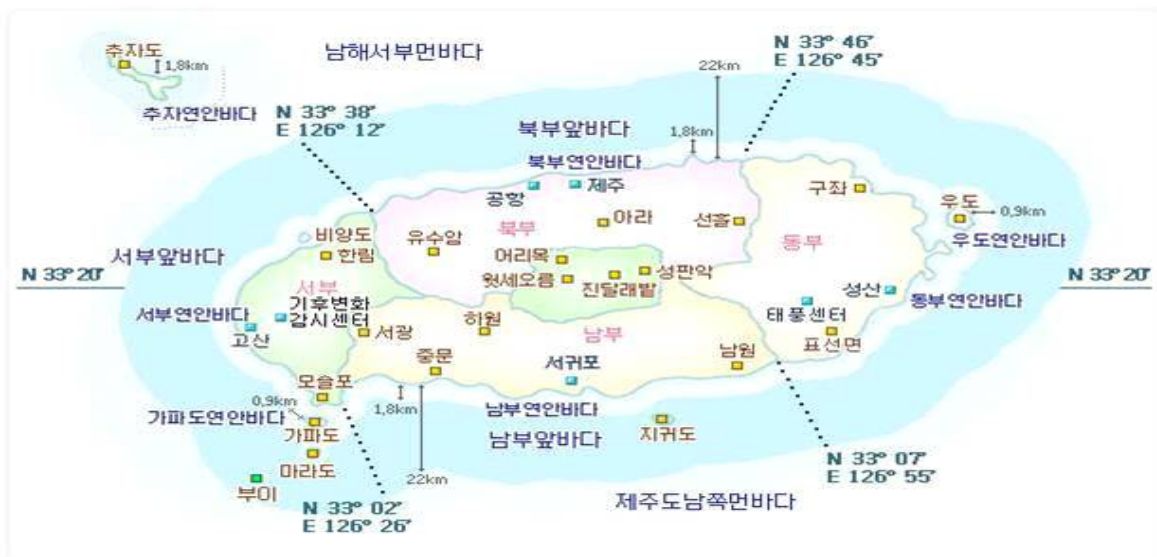 추자도
1,8km
추자연안바다
남해서부먼바다
N 33° 46'
E 126° 45'
22km
N 33° 38'
E 126° 12'
북부앞바다
1,8km
북부연안바다
공항
제주
구좌
우도
0,9km
우도연안바다
아라
선흘
북부
동부
비양도
한림
유수암
어리목
윗세오름
진달래밭
성판악
서부앞바다
N 33° 20'
N 33° 20'
서부
기후변화
감시센터
서부연안바다
고산
서광
하원
중문
남부
서귀포
남원
성산
태풍센터
표선면
동부연안바다
모슬포
0,9km
가파도연안바다
가파도
마라도
부이
1,8km
22km
남부연안바다
남부앞바다
지귀도
N 33° 07'
E 126° 55'
N 33° 02'
E 126° 26'
제주도남쪽먼바다